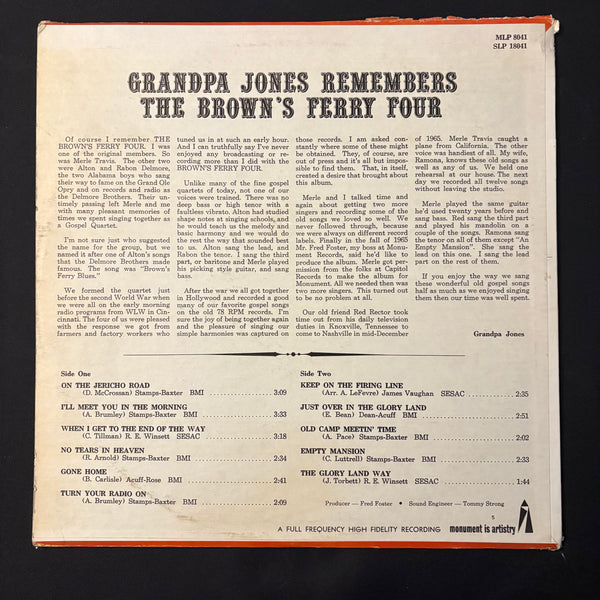 MLP 8041
SLP 18041
GRANDPA JONES REMEMBERS
THE BROWN'S FERRY FOUR
Of course I remember THE
BROWN'S FERRY FOUR. I was
one of the original members. So
was Merle Travis. The other two
were Alton and Rabon Delmore,
the two Alabama boys who sang
their way to fame on the Grand Ole
Opry and on records and radio as
the Delmore Brothers. Their un-
timely passing left Merle and me
with many pleasant memories of
times we spent singing together as
a Gospel Quartet.
I'm not sure just who suggested
the name for the group, but we
named it after one of Alton's songs
that the Delmore Brothers made
famous. The song was "Brown's
Ferry Blues."
We formed the quartet just
before the second World War when
we were all on the early morning
radio programs from WLW in Cin-
cinnati. The four of us were pleased
with the response we got from
farmers and factory workers who
tuned us in at such an early hour.
And I can truthfully say I've never
enjoyed any broadcasting or re-
cording more than I did with the
BROWN'S FERRY FOUR.
Unlike many of the fine gospel
quartets of today, not one of our
voices were trained. There was no
deep bass or high tenor with a
faultless vibrato. Alton had studied
shape notes at singing schools, and
he would teach us the melody and
basic harmony and we would do
the rest the way that sounded best
to us. Alton sang the lead, and
Rabon the tenor. I sang the third
part, or baritone and Merle played
his picking style guitar, and sang
bass.
After the war we all got together
in Hollywood and recorded a good
many of our favorite gospel songs
on the old 78 RPM records. I'm
sure the joy of being together again
and the pleasure of singing our
simple harmonies was captured on
those records. I am asked con-
stantly where some of these might
be obtained. They, of course, are
out of press and it's all but impos-
sible to find them. That, in itself,
created a desire that brought about
this album.
Merle and I talked time and
again about getting two more
singers and recording some of the
old songs we loved so well. We
never followed through, because
we were always on different record
labels. Finally in the fall of 1965
Mr. Fred Foster, my boss at Monu-
ment Records, said he'd like to
produce the album. Merle got per-
mission from the folks at Capitol
Records to make the album for
Monument. All we needed then was
two more singers. This turned out
to be no problem at all.
Our old friend Red Rector took
time out from his daily television
duties in Knoxville, Tennessee to
come to Nashville in mid-December
of 1965. Merle Travis caught a
plane from California. The other
voice was handiest of all. My wife,
Ramona, knows these old songs as
well as any of us. We held one
rehearsal at our house. The next
day we recorded all twelve songs
without leaving the studio.
Merle played the same guitar
he'd used twenty years before and
sang bass. Red sang the third part
and played his mandolin on a
couple of the songs. Ramona sang
the tenor on all of them except "An
Empty Mansion". She sang the
lead on this one. I sang the lead
part on the rest of them.
If you enjoy the way we sang
these wonderful old gospel songs
half as much as we enjoyed singing
them then our time was well spent.
Grandpa Jones
Side One
ON THE JERICHO ROAD
(D. McCrossan) Stamps-Baxter BMI 3:09
I'LL MEET YOU IN THE MORNING
(A. Brumley) Stamps-Baxter BMI 3:33
WHEN I GET TO THE END OF THE WAY
(C. Tillman) R. E. Winsett SESAC 3:18
NO TEARS IN HEAVEN
(R. Arnold) Stamps-Baxter BMI 2:34
GONE HOME
(B. Carlisle) Acuff-Rose BMI 2:41
TURN YOUR RADIO ON
(A. Brumley) Stamps-Baxter BMI 2:09
Side Two
KEEP ON THE FIRING LINE
(Arr. A. LeFevre) James Vaughan SESAC 2:35
JUST OVER IN THE GLORY LAND
(E. Bean) Dean-Acuff BMI 2:51
OLD CAMP MEETIN' TIME
(A. Pace) Stamps-Baxter BMI 2:02
EMPTY MANSION
(C. Luttrell) Stamps-Baxter BMI 2:33
THE GLORY LAND WAY
(J. Torbett) R. E. Winsett SESAC 1:44
Producer — Fred Foster • Sound Engineer — Tommy Strong
5
A FULL FREQUENCY HIGH FIDELITY RECORDING monument is artistry